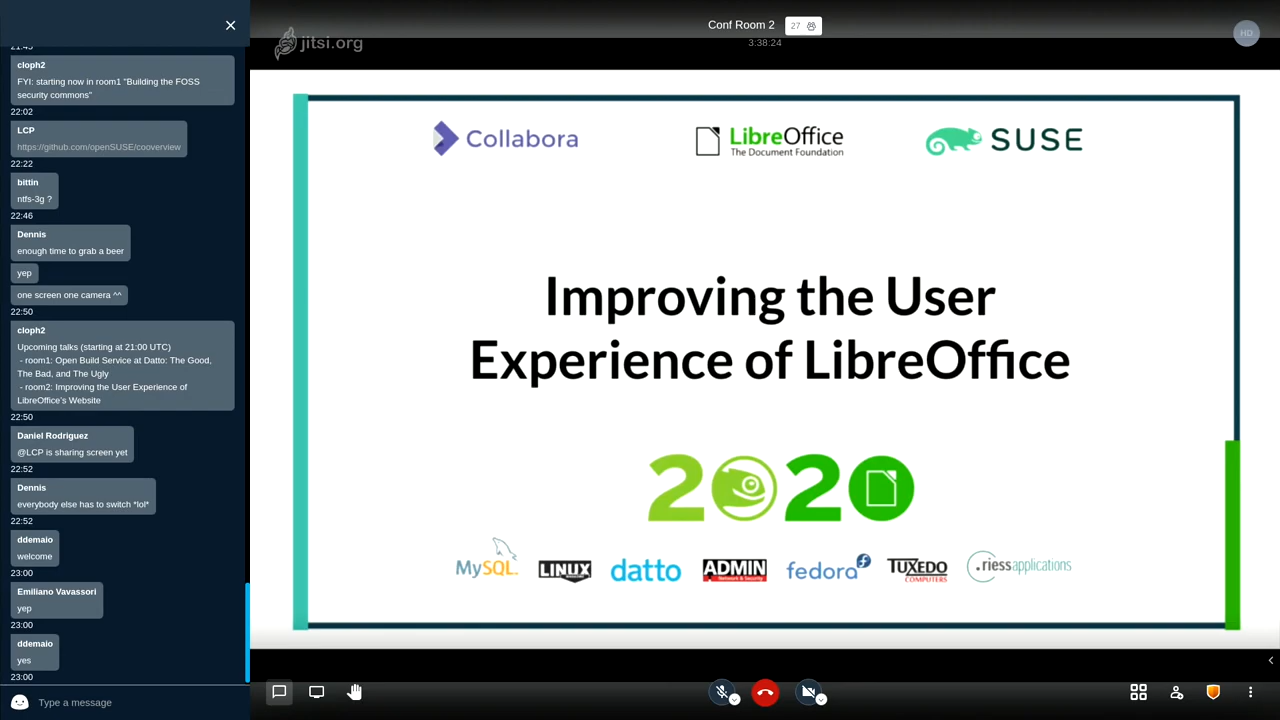 21:45
cloph2
FYI: starting now in room1 "Building the FOSS
security commons"
22:02
LCP
https://github.com/openSUSE/cooverview
22:22
bittin
ntfs-3g ?
22:46
Dennis
enough time to grab a beer
yep
one screen one camera ^^
22:50
cloph2
Upcoming talks (starting at 21:00 UTC)
- room1: Open Build Service at Datto: The Good,
The Bad, and The Ugly
- room2: Improving the User Experience of
LibreOffice's Website
22:50
Daniel Rodriguez
@LCP is sharing screen yet
22:52
Dennis
everybody else has to switch *lol*
22:52
ddemaio
welcome
23:00
Emiliano Vavassori
yep
23:00
ddemaio
yes
23:00
Type a message
Conf Room 2
27
3:38:24
HD
jitsi.org
Collabora
LibreOffice
The Document Foundation
SUSE
Improving the User
Experience of LibreOffice
2020
MySQL
LINUX
datto
ADMIN
Network & Security
fedora
TUXEDO
COMPUTERS
.riessapplications